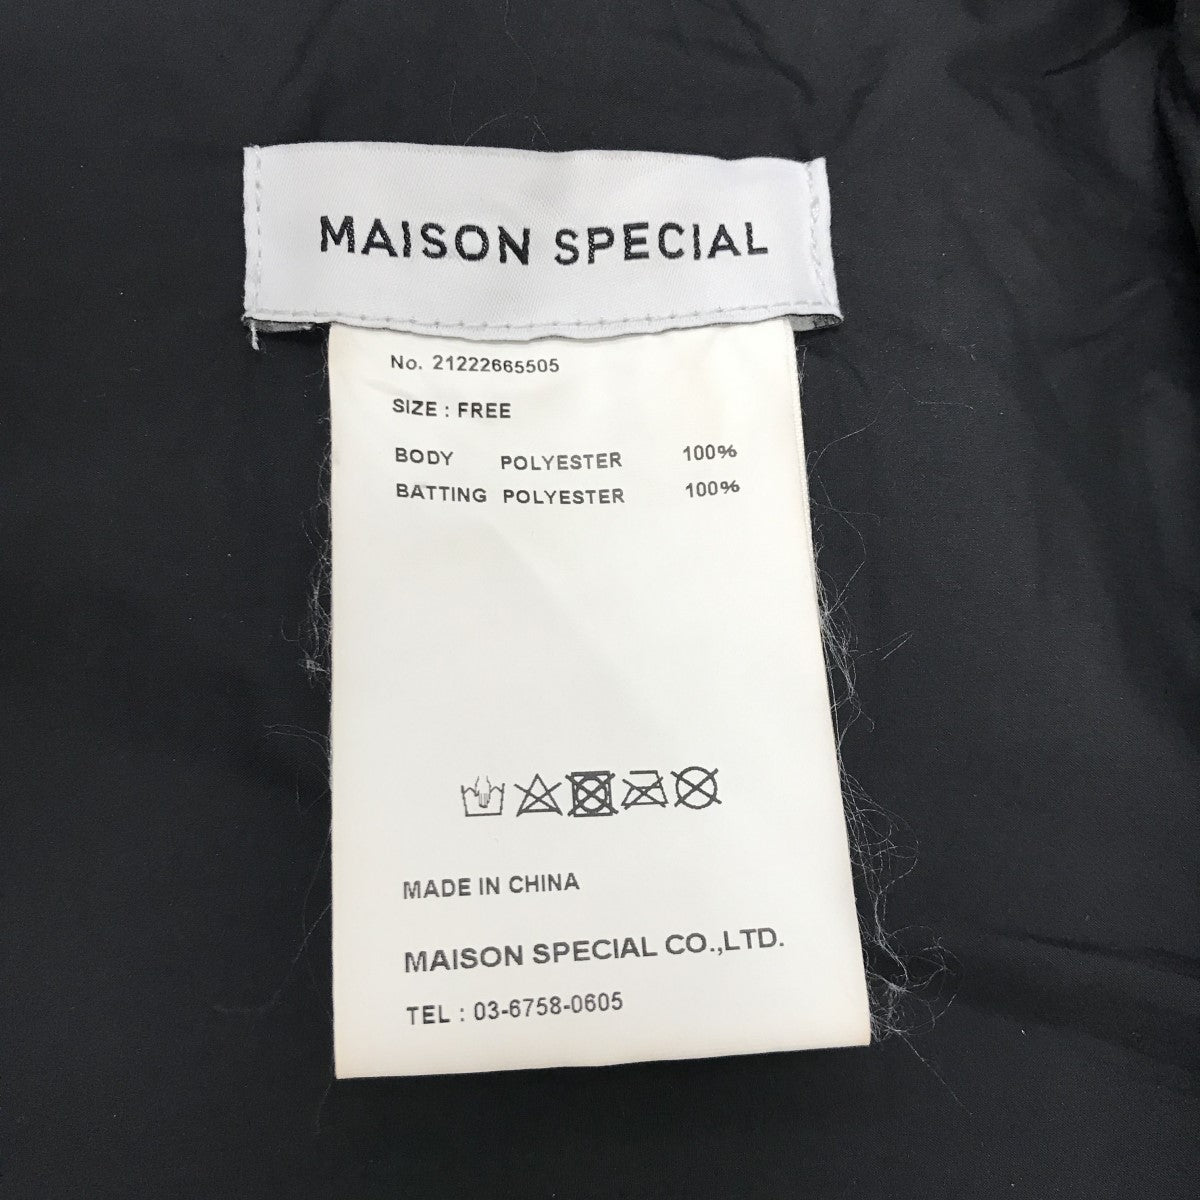 MAISON SPECIAL
No. 21222665505
SIZE : FREE
BODY POLYESTER 100%
BATTING POLYESTER 100%
MADE IN CHINA
MAISON SPECIAL CO.,LTD.
TEL : 03-6758-0605